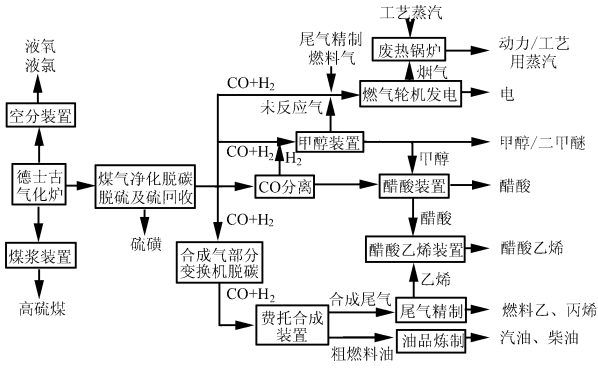 工艺蒸汽
尾气精制
燃料气
废热锅炉
动力/工艺
用蒸汽
液氧
液氯
烟气
CO+H₂
空分装置
未反应气
燃气轮机发电
电
CO+H₂
H₂
甲醇装置
甲醇/二甲醚
甲醇
德士古
气化炉
煤气净化脱碳
脱硫及硫回收
CO分离
醋酸装置
醋酸
CO+H₂
醋酸
硫磺
煤浆装置
合成气部分
变换机脱碳
醋酸乙烯装置
醋酸乙烯
乙烯
CO+H₂
高硫煤
合成尾气
尾气精制
燃料乙、丙烯
费托合成
装置
粗燃料油
油品炼制
汽油、柴油